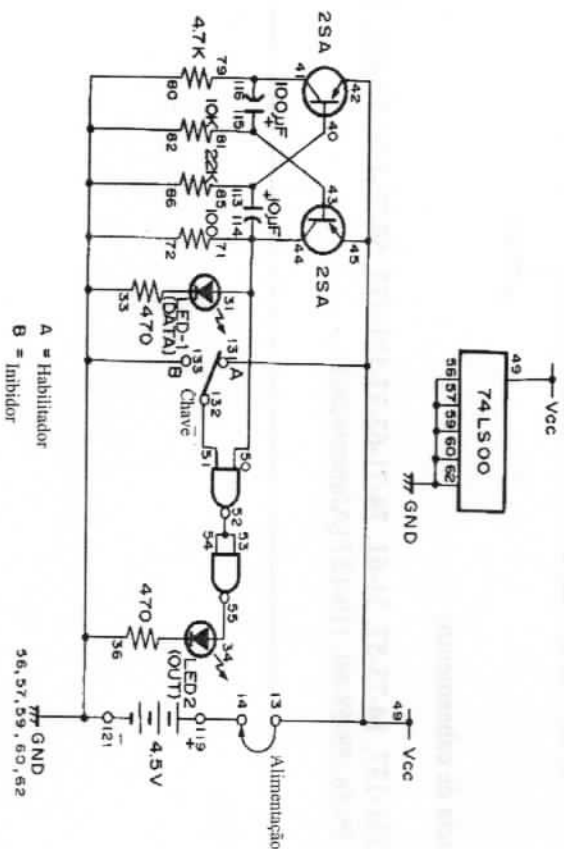 49
Vcc
74LS00
56 57 59 60 62
GND
2SA
42
41
40
2SA
45
43
44
79
4.7K
80
116
100µF
115 +
10K
81
82
22K
85
86
113
+
10µF
114
100
71
72
31
LED-1
(DATA)
470
33
131
A
133
B
132
Chave
50
51
52
53
54
55
34
LED2
(OUT)
470
36
49
Vcc
13
14
Alimentação
119
+
4.5V
-
121
GND
56, 57, 59, 60, 62
A = Habilitador
B = Inibidor